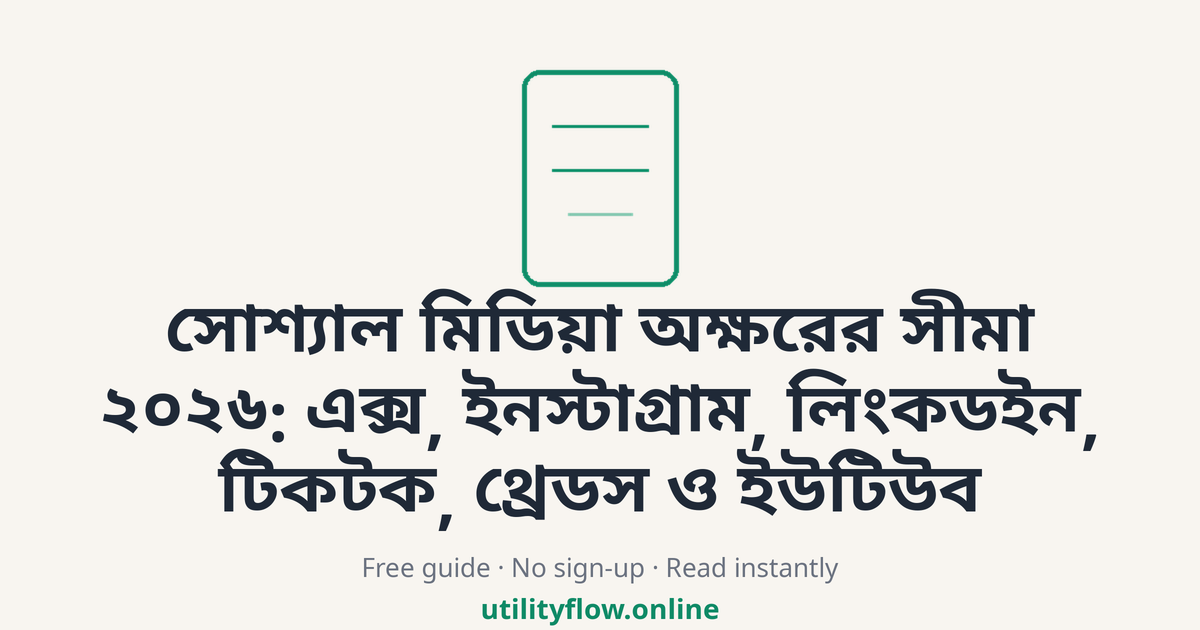 সোশ্যাল মিডিয়া অক্ষরের সীমা
২০২৬: এক্স, ইনস্টাগ্রাম, লিংকডইন,
টিকটক, থ্রেডস ও ইউটিউব
Free guide · No sign-up · Read instantly
utilityflow.online